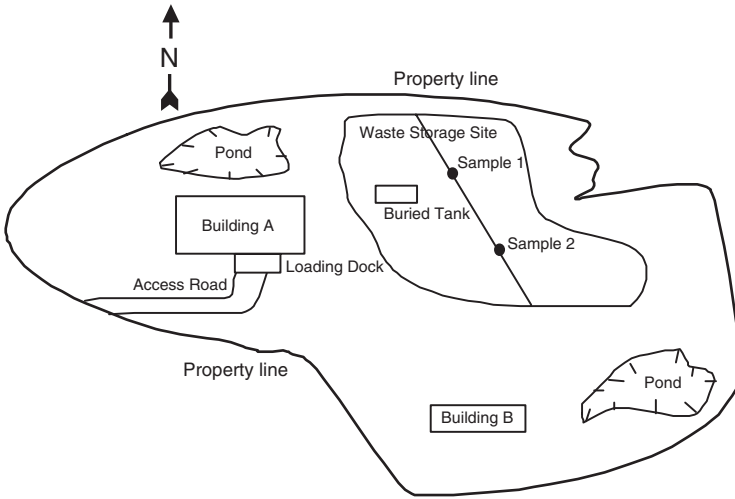 N
Property line
Waste Storage Site
Pond
Sample 1
Buried Tank
Building A
Sample 2
Loading Dock
Access Road
Property line
Pond
Building B